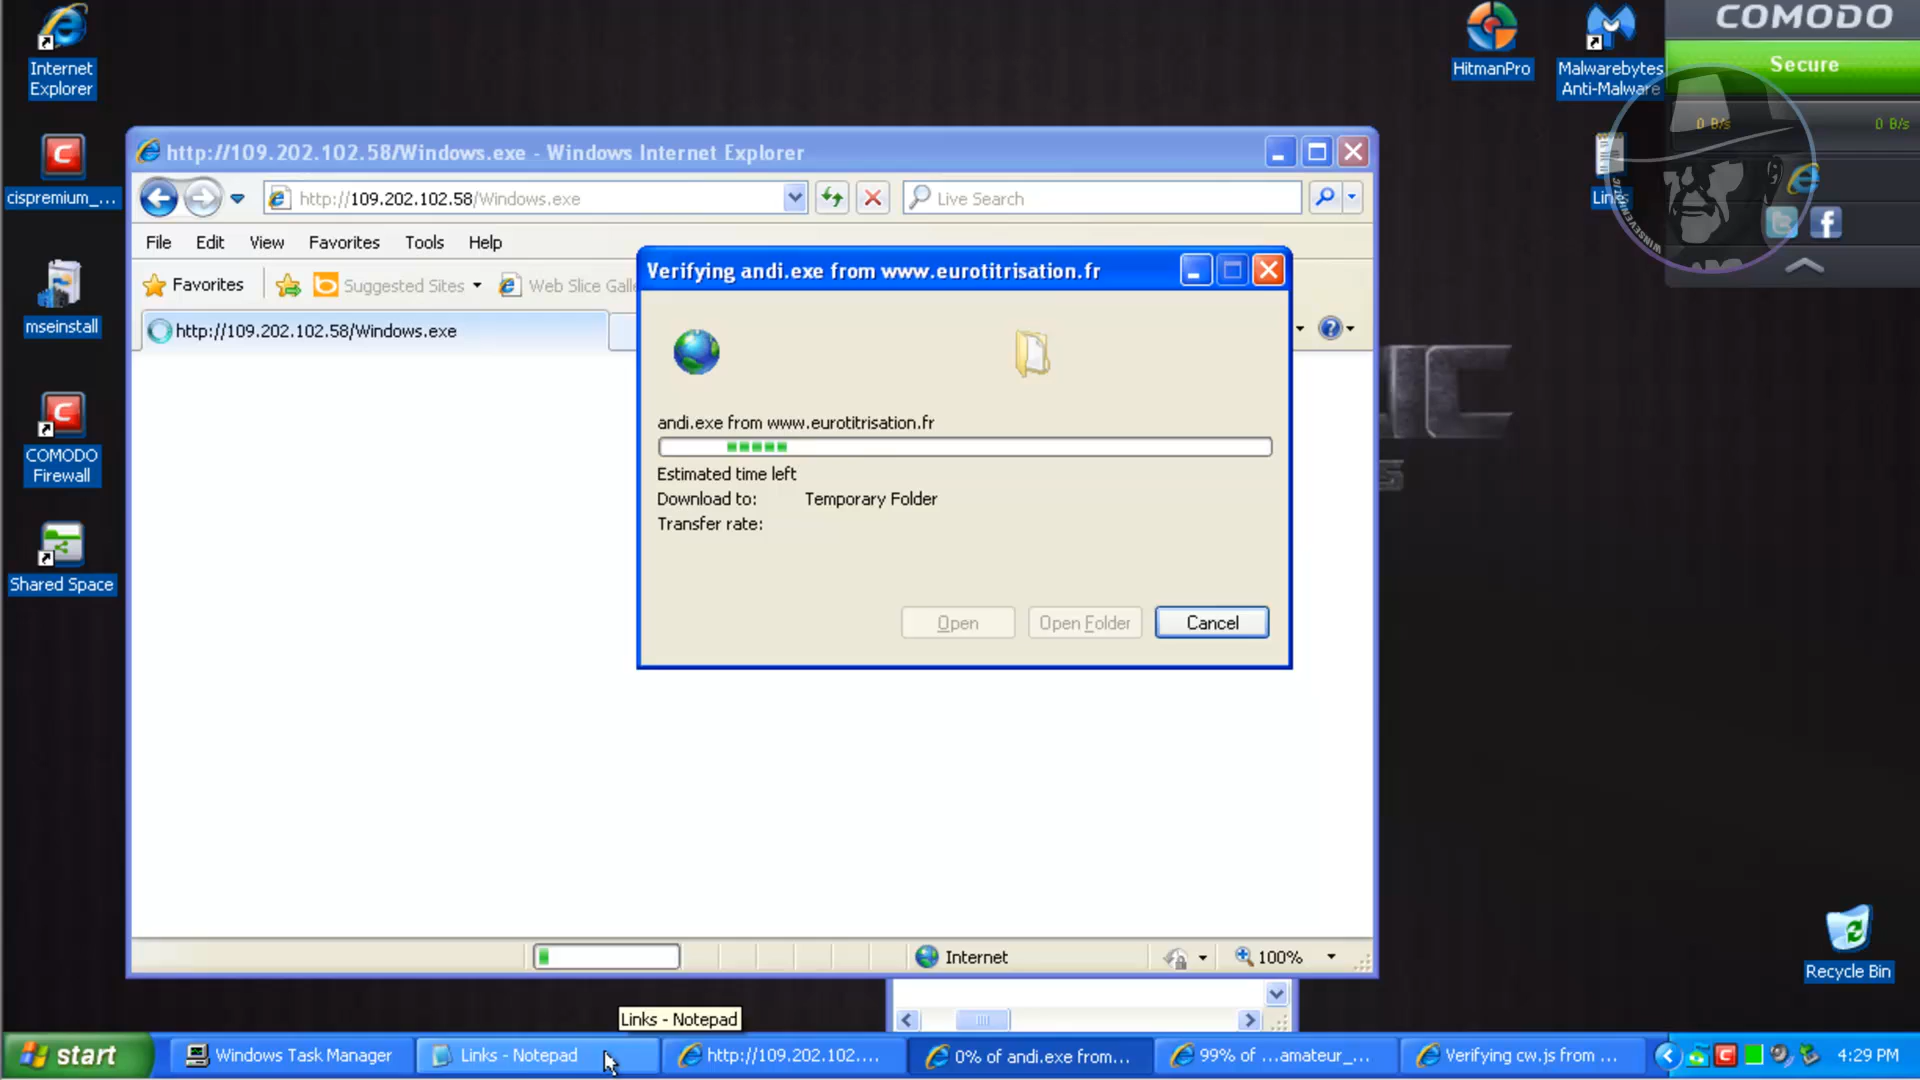 Internet
Explorer
cispremium_...
mseinstall
COMODO
Firewall
Shared Space
HitmanPro
Malwarebytes
Anti-Malware
COMODO
Secure
0 B/s
0 B/s
Links
http://109.202.102.58/Windows.exe - Windows Internet Explorer
http://109.202.102.58/Windows.exe
Live Search
File Edit View Favorites Tools Help
Favorites
Suggested Sites
Web Slice Galle
http://109.202.102.58/Windows.exe
Verifying andi.exe from www.eurotitrisation.fr
andi.exe from www.eurotitrisation.fr
Estimated time left
Download to: Temporary Folder
Transfer rate:
Open
Open Folder
Cancel
Internet
100%
Recycle Bin
Links - Notepad
start
Windows Task Manager
Links - Notepad
http://109.202.102....
0% of andi.exe from...
99% of ...amateur_...
Verifying cw.js from ...
4:29 PM